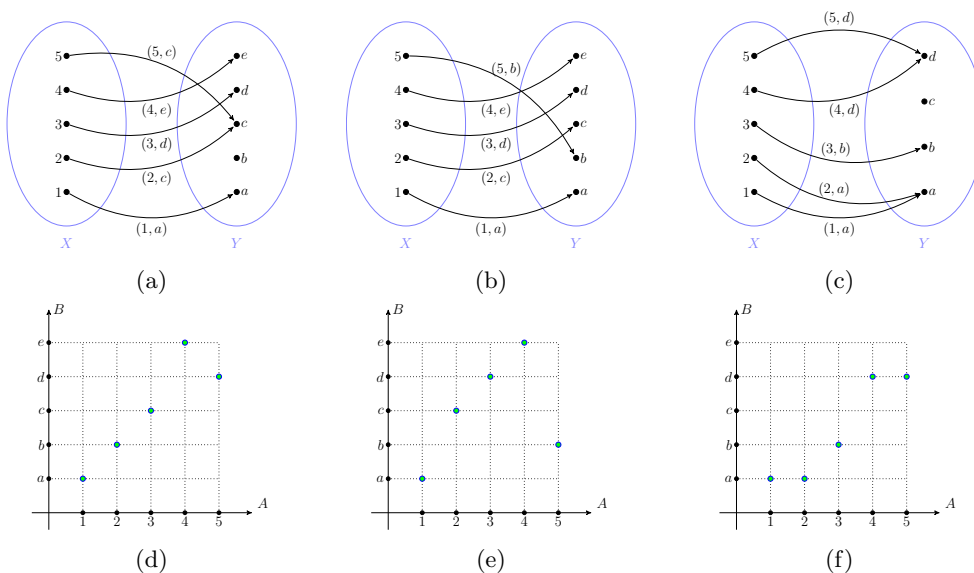 (5, c)
5
e
4
(4, e)
d
3
(3, d)
c
2
(2, c)
b
1
a
(1, a)
X
Y
(a)
(5, b)
5
e
4
(4, e)
d
3
(3, d)
c
2
(2, c)
b
1
a
(1, a)
X
Y
(b)
(5, d)
5
d
4
(4, d)
c
3
(3, b)
b
2
(2, a)
1
a
(1, a)
X
Y
(c)
B
e
d
c
b
a
A
1 2 3 4 5
(d)
B
e
d
c
b
a
A
1 2 3 4 5
(e)
B
e
d
c
b
a
A
1 2 3 4 5
(f)